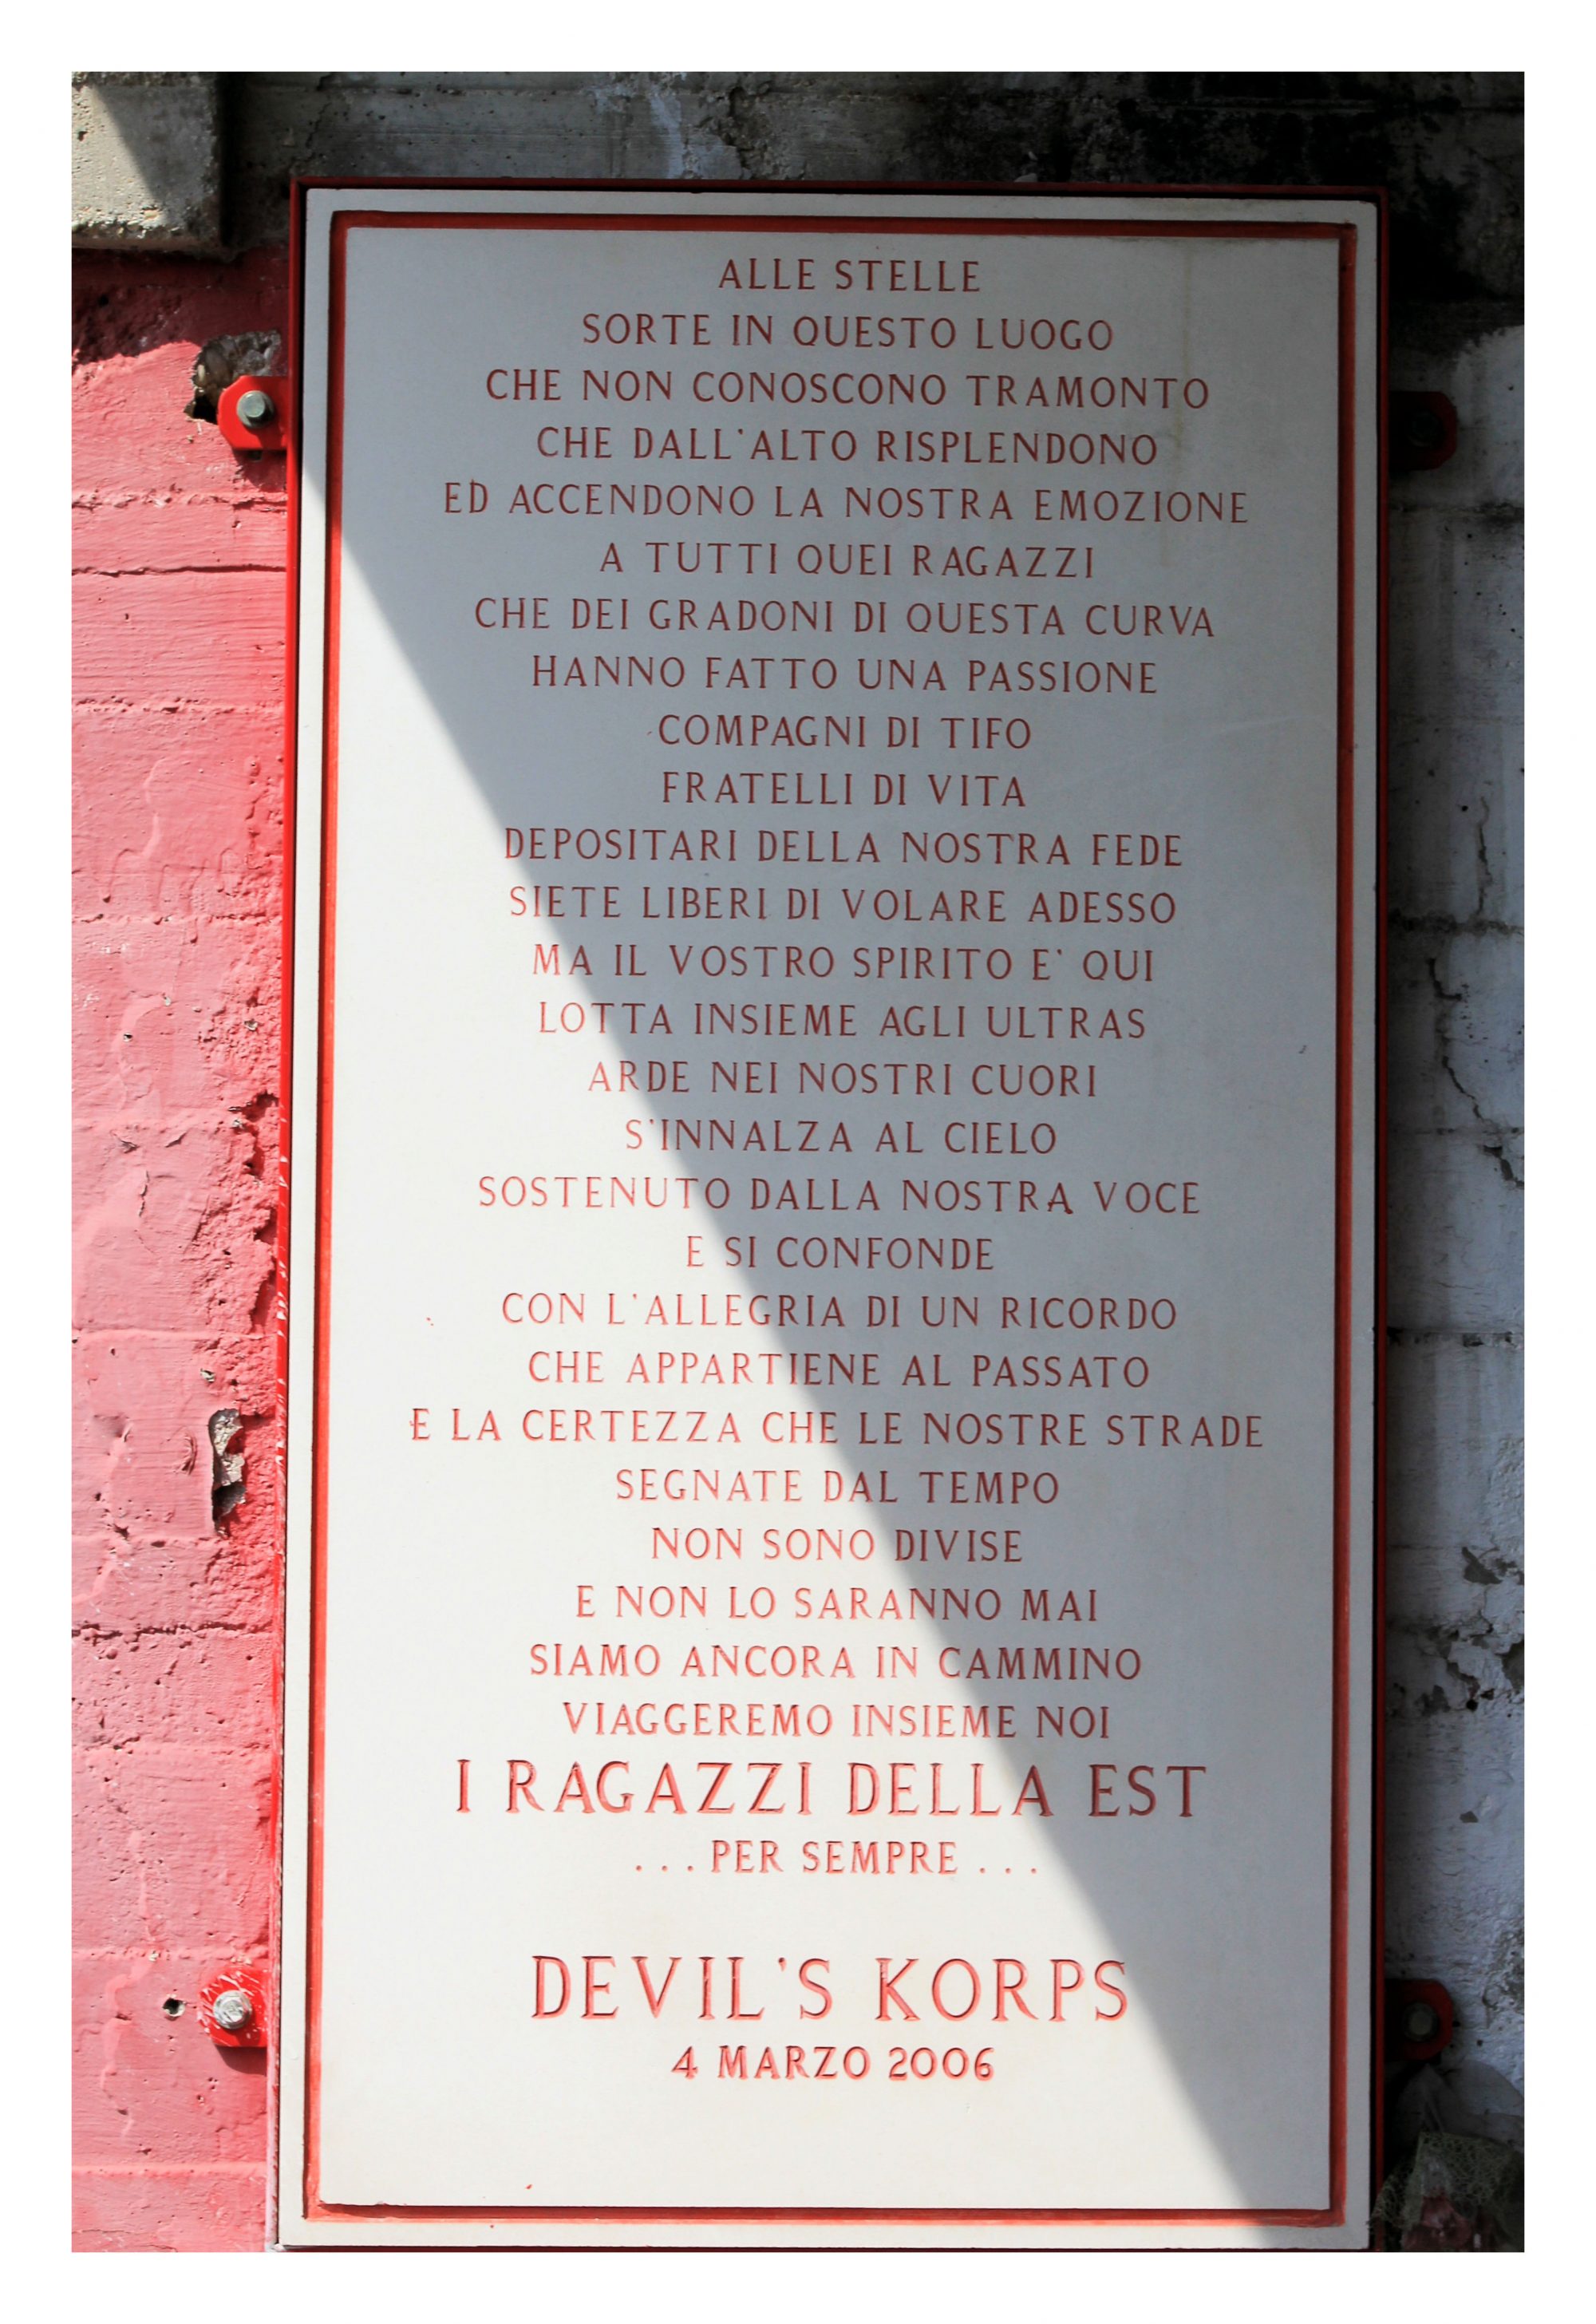 ALLE STELLE
SORTE IN QUESTO LUOGO
CHE NON CONOSCONO TRAMONTO
CHE DALL'ALTO RISPLENDONO
ED ACCENDONO LA NOSTRA EMOZIONE
A TUTTI QUEI RAGAZZI
CHE DEI GRADONI DI QUESTA CURVA
HANNO FATTO UNA PASSIONE
COMPAGNI DI TIFO
FRATELLI DI VITA
DEPOSITARI DELLA NOSTRA FEDE
SIETE LIBERI DI VOLARE ADESSO
MA IL VOSTRO SPIRITO E' QUI
LOTTA INSIEME AGLI ULTRAS
ARDE NEI NOSTRI CUORI
S'INNALZA AL CIELO
SOSTENUTO DALLA NOSTRA VOCE
E SI CONFONDE
CON L'ALLEGRIA DI UN RICORDO
CHE APPARTIENE AL PASSATO
E LA CERTEZZA CHE LE NOSTRE STRADE
SEGNATE DAL TEMPO
NON SONO DIVISE
E NON LO SARANNO MAI
SIAMO ANCORA IN CAMMINO
VIAGGEREMO INSIEME NOI
I RAGAZZI DELLA EST
...PER SEMPRE...
DEVIL'S KORPS
4 MARZO 2006